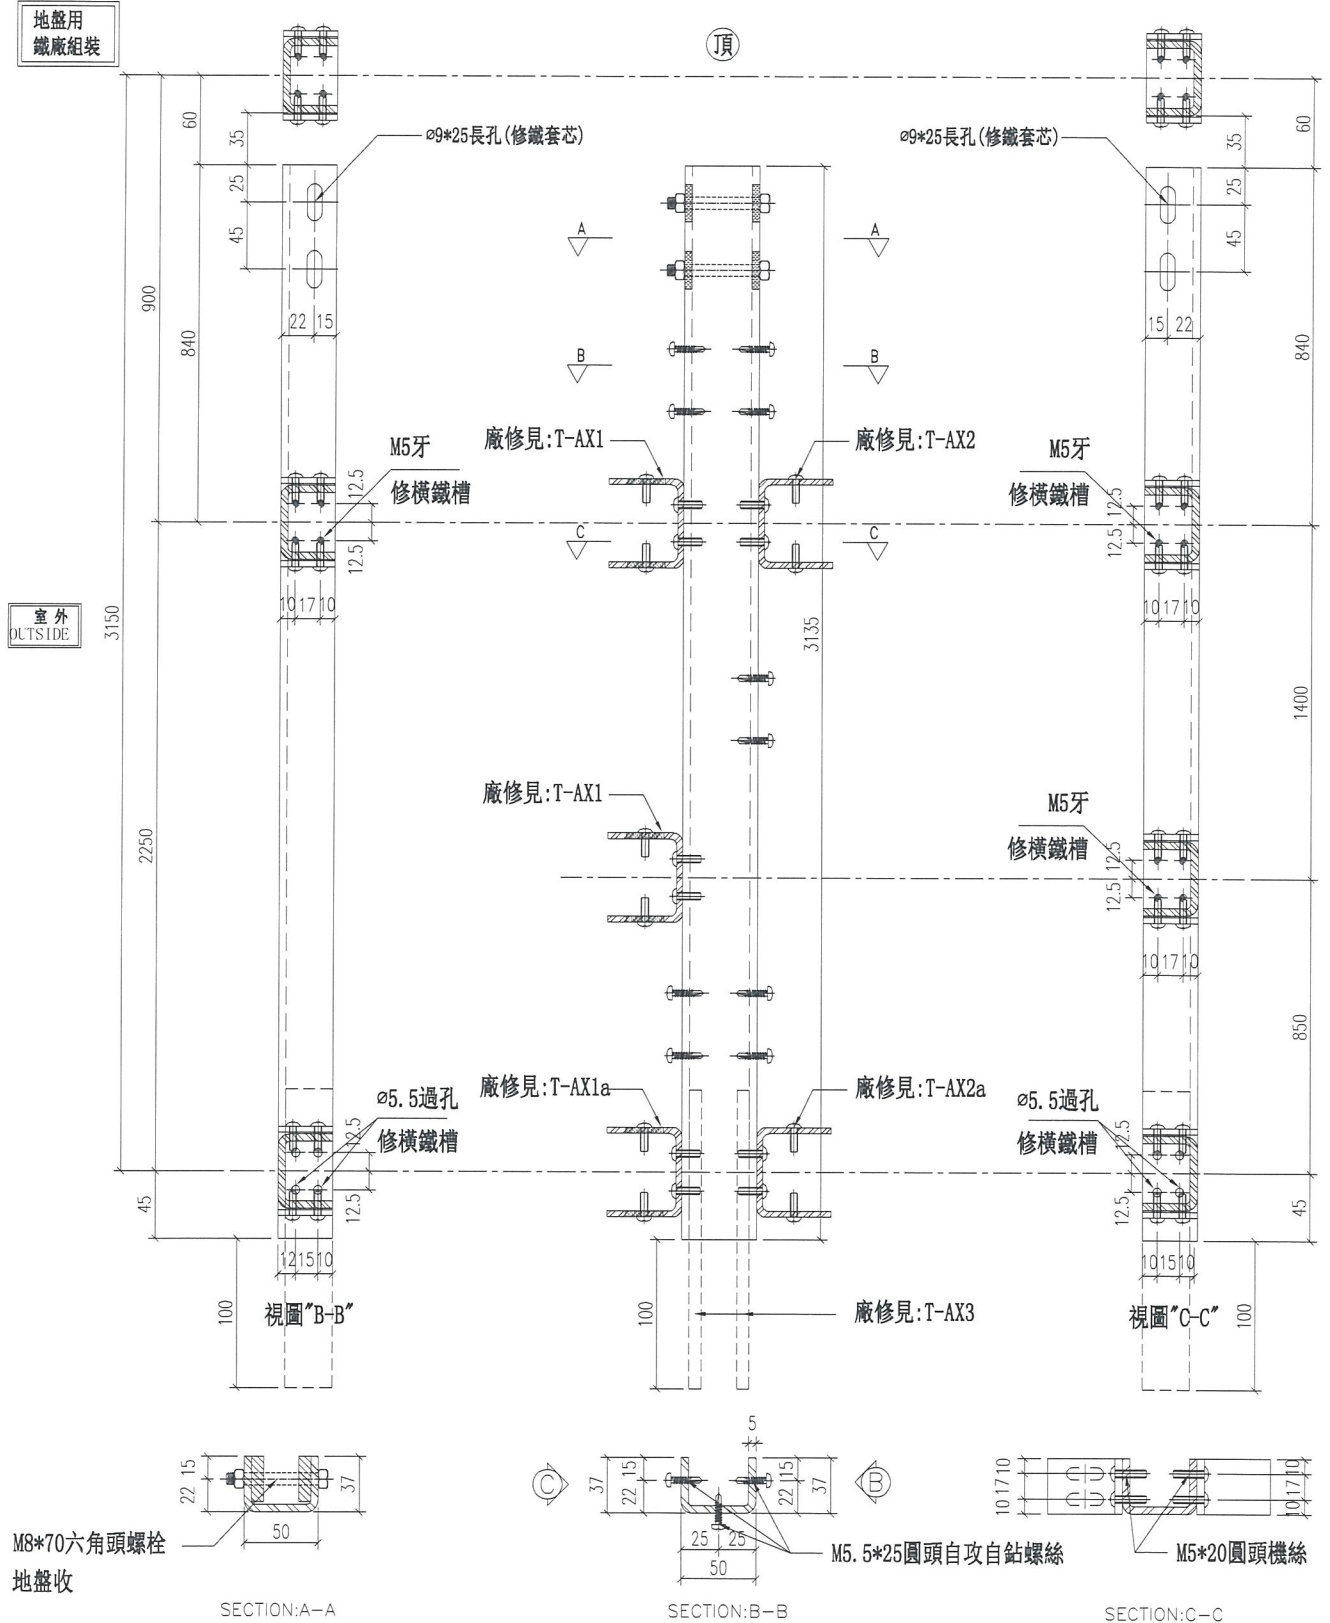 地盤用
鐵廠組裝
頂
60
35
25
45
22
15
900
840
3150
2250
45
100
ø9*25長孔(修鐵套芯)
ø9*25長孔(修鐵套芯)
60
35
25
45
15
22
840
A
A
B
B
C
C
M5牙
修橫鐵槽
12.5
12.5
10
17
10
廠修見:T-AX1
廠修見:T-AX2
M5牙
修橫鐵槽
12.5
12.5
10
17
10
室外
OUTSIDE
3135
1400
廠修見:T-AX1
M5牙
修橫鐵槽
12.5
12.5
10
17
10
850
ø5.5過孔
修橫鐵槽
12.5
12.5
12
15
10
廠修見:T-AX1a
廠修見:T-AX2a
ø5.5過孔
修橫鐵槽
12.5
12.5
10
15
10
45
100
視圖"B-B"
100
廠修見:T-AX3
視圖"C-C"
15
22
37
50
M8*70六角頭螺栓
地盤收
SECTION:A-A
C
5
37
15
22
15
22
37
25
25
50
B
M5.5*25圓頭自攻自鉆螺絲
SECTION:B-B
10
17
10
10
17
10
M5*20圓頭機絲
SECTION:C-C